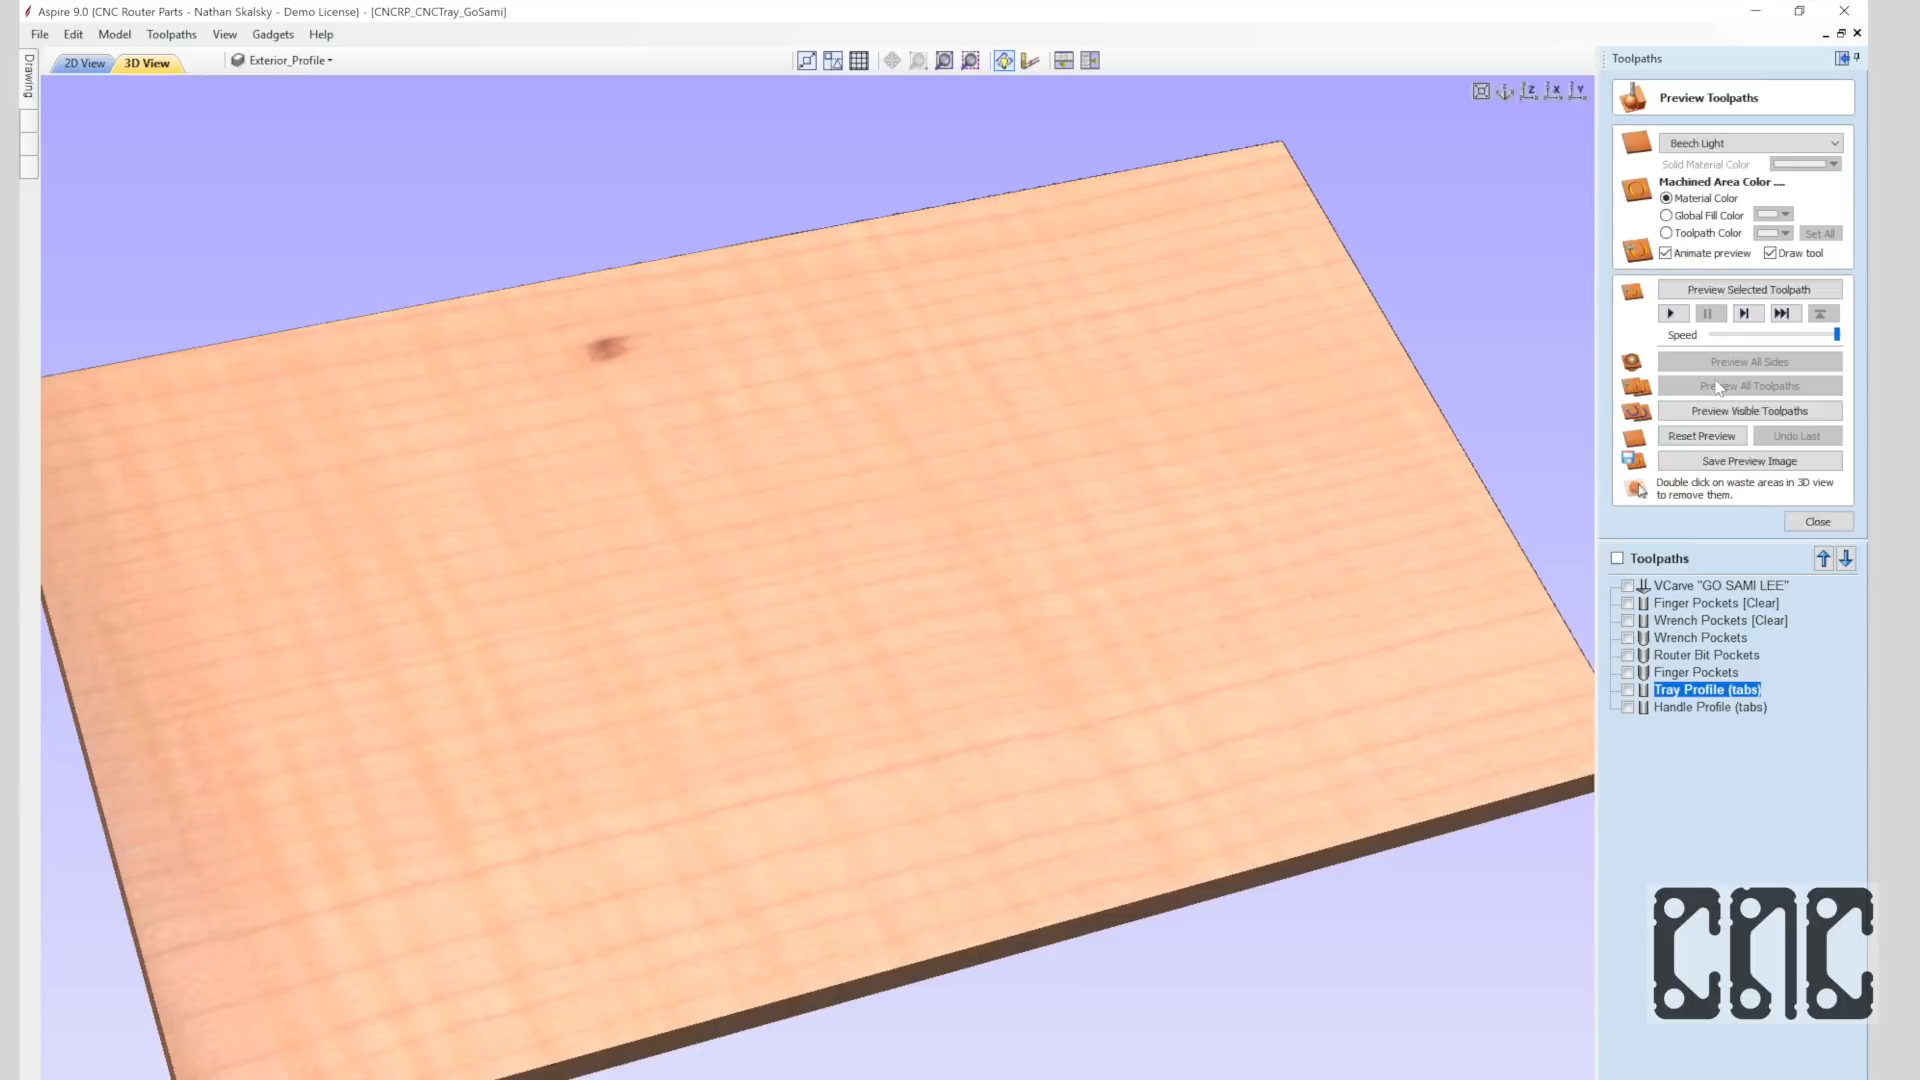 Aspire 9.0 (CNC Router Parts - Nathan Skalsky - Demo License) - [CNCRP_CNCTray_GoSami]
File Edit Model Toolpaths View Gadgets Help
Drawing
2D View 3D View Exterior_Profile
Z X Y
Toolpaths
Preview Toolpaths
Beech Light
Solid Material Color
Machined Area Color ....
Material Color
Global Fill Color
Toolpath Color Set All
Animate preview Draw tool
Preview Selected Toolpath
Speed
Preview All Sides
Preview All Toolpaths
Preview Visible Toolpaths
Reset Preview Undo Last
Save Preview Image
Double click on waste areas in 3D view
to remove them.
Close
Toolpaths
VCarve "GO SAMI LEE"
Finger Pockets [Clear]
Wrench Pockets [Clear]
Wrench Pockets
Router Bit Pockets
Finger Pockets
Tray Profile (tabs)
Handle Profile (tabs)
CNC